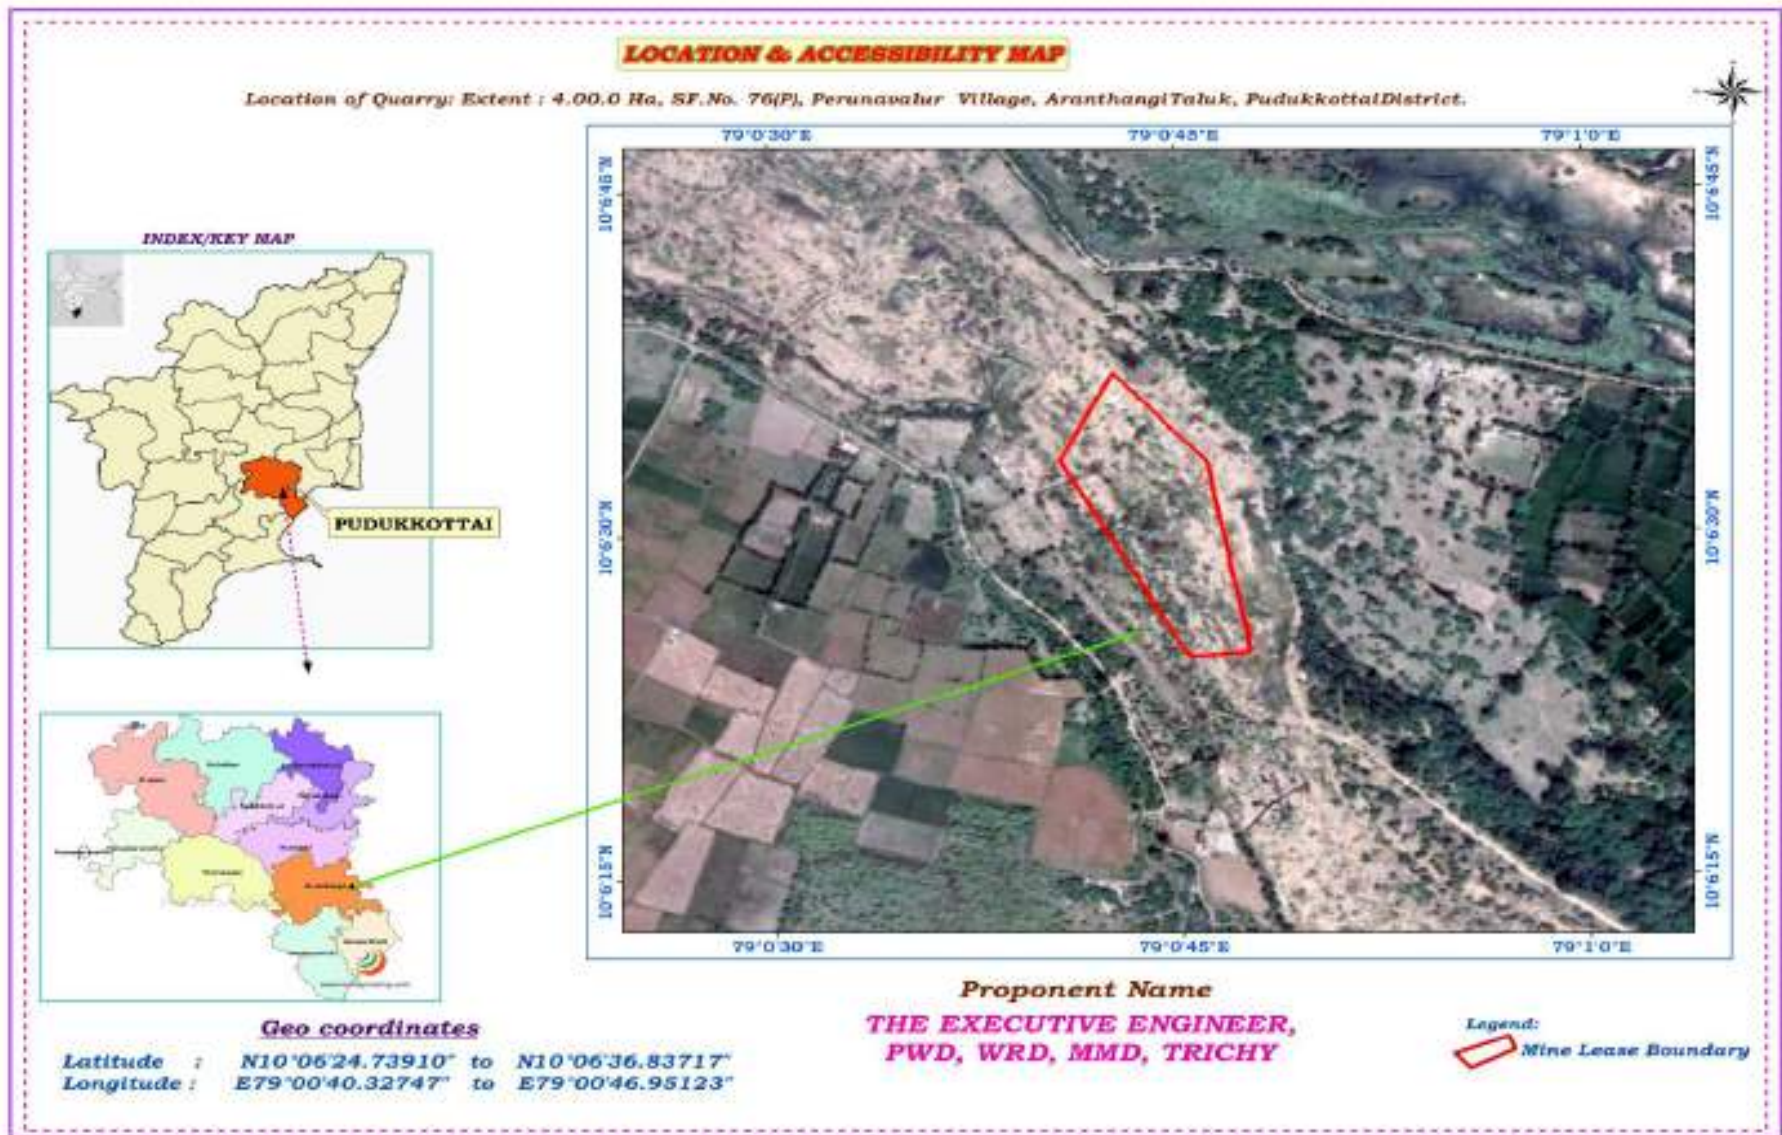 LOCATION & ACCESSIBILITY MAP
Location of Quarry: Extent : 4.00.0 Ha, SF.No. 76(P), Perunavalur Village, AranthangiTaluk, PudukkottaiDistrict.
79°0'30"E 79°0'45"E 79°1'0"E
10°6'45"N 10°6'45"N
INDEX/KEY MAP
PUDUKKOTTAI
10°6'30"N 10°6'30"N
10°6'15"N 10°6'15"N
79°0'30"E 79°0'45"E 79°1'0"E
Proponent Name
THE EXECUTIVE ENGINEER,
PWD, WRD, MMD, TRICHY
Geo coordinates
Latitude : N10°06'24.73910" to N10°06'36.83717"
Longitude : E79°00'40.32747" to E79°00'46.95123"
Legend:
Mine Lease Boundary